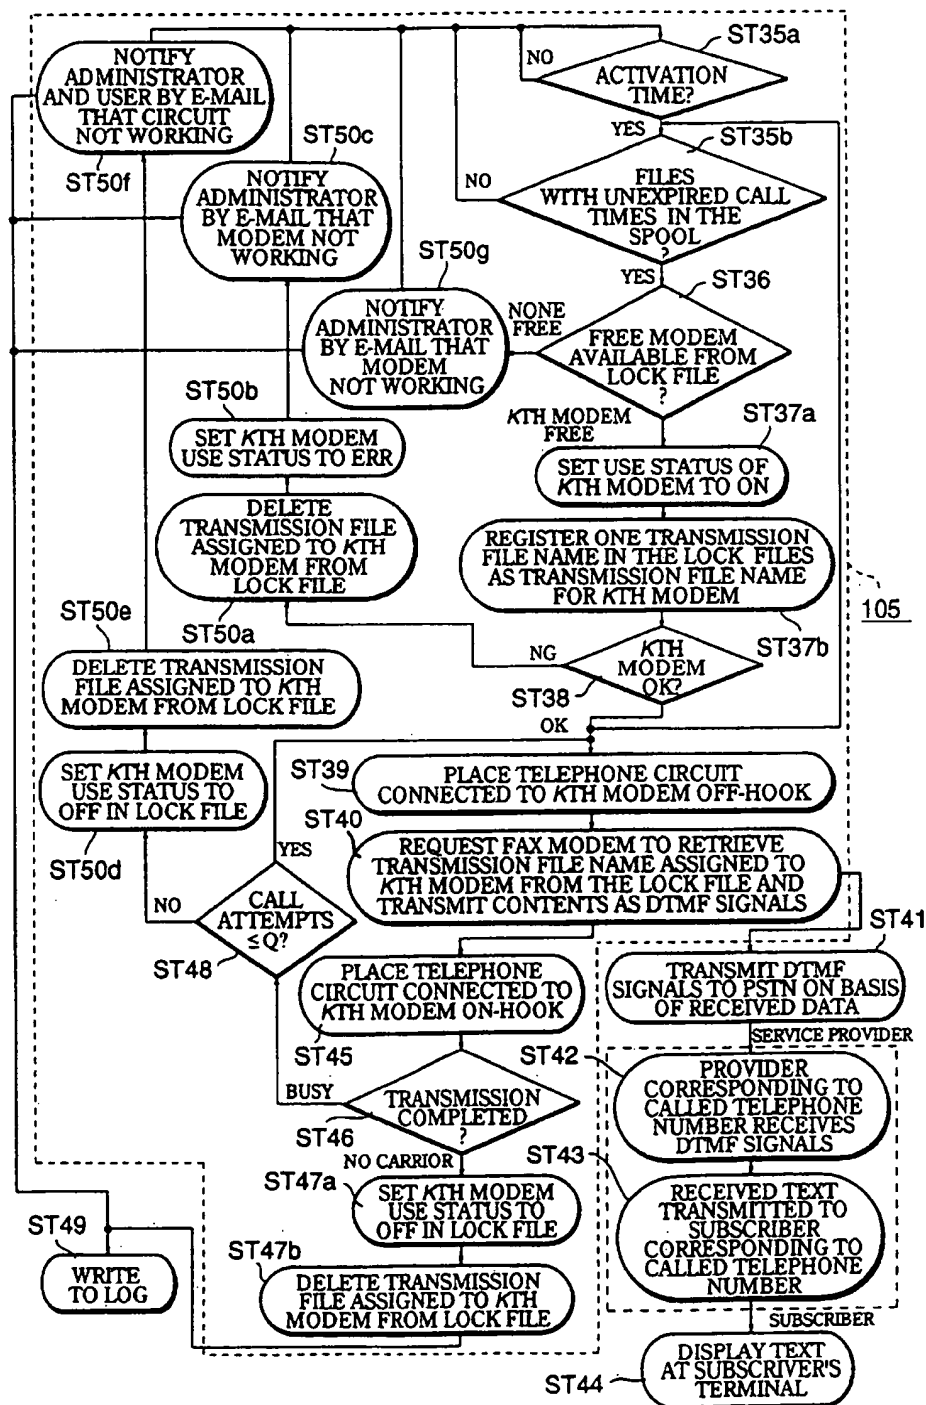 ST35a
NO
ACTIVATION
TIME?
YES
ST35b
NO
FILES
WITH UNEXPIRED CALL
TIMES IN THE
SPOOL
?
YES
ST36
NONE
FREE
FREE MODEM
AVAILABLE FROM
LOCK FILE
?
KTH MODEM
FREE
ST37a
SET USE STATUS OF
KTH MODEM TO ON
REGISTER ONE TRANSMISSION
FILE NAME IN THE LOCK FILES
AS TRANSMISSION FILE NAME
FOR KTH MODEM
ST37b
105
NG
KTH
MODEM
OK?
ST38
OK
NOTIFY
ADMINISTRATOR
AND USER BY E-MAIL
THAT CIRCUIT
NOT WORKING
ST50f
ST50c
NOTIFY
ADMINISTRATOR
BY E-MAIL THAT
MODEM NOT
WORKING
ST50g
NOTIFY
ADMINISTRATOR
BY E-MAIL THAT
MODEM
NOT WORKING
ST50b
SET KTH MODEM
USE STATUS TO ERR
DELETE
TRANSMISSION FILE
ASSIGNED TO KTH
MODEM FROM
LOCK FILE
ST50a
ST50e
DELETE TRANSMISSION
FILE ASSIGNED TO KTH
MODEM FROM LOCK FILE
SET KTH MODEM
USE STATUS TO
OFF IN LOCK FILE
ST50d
ST39
PLACE TELEPHONE CIRCUIT
CONNECTED TO KTH MODEM OFF-HOOK
ST40
REQUEST FAX MODEM TO RETRIEVE
TRANSMISSION FILE NAME ASSIGNED TO
KTH MODEM FROM THE LOCK FILE AND
TRANSMIT CONTENTS AS DTMF SIGNALS
YES
NO
CALL
ATTEMPTS
≤Q?
ST48
PLACE TELEPHONE
CIRCUIT CONNECTED TO
KTH MODEM ON-HOOK
ST45
BUSY
TRANSMISSION
COMPLETED
?
ST46
NO CARRIOR
ST47a
SET KTH MODEM
USE STATUS TO
OFF IN LOCK FILE
ST47b
DELETE TRANSMISSION
FILE ASSIGNED TO KTH
MODEM FROM LOCK FILE
ST49
WRITE
TO LOG
ST41
TRANSMIT DTMF
SIGNALS TO PSTN ON BASIS
OF RECEIVED DATA
SERVICE PROVIDER
ST42
PROVIDER
CORRESPONDING TO
CALLED TELEPHONE
NUMBER RECEIVES
DTMF SIGNALS
ST43
RECEIVED TEXT
TRANSMITTED TO
SUBSCRIBER
CORRESPONDING TO
CALLED TELEPHONE
NUMBER
SUBSCRIBER
DISPLAY TEXT
AT SUBSCRIVER'S
TERMINAL
ST44